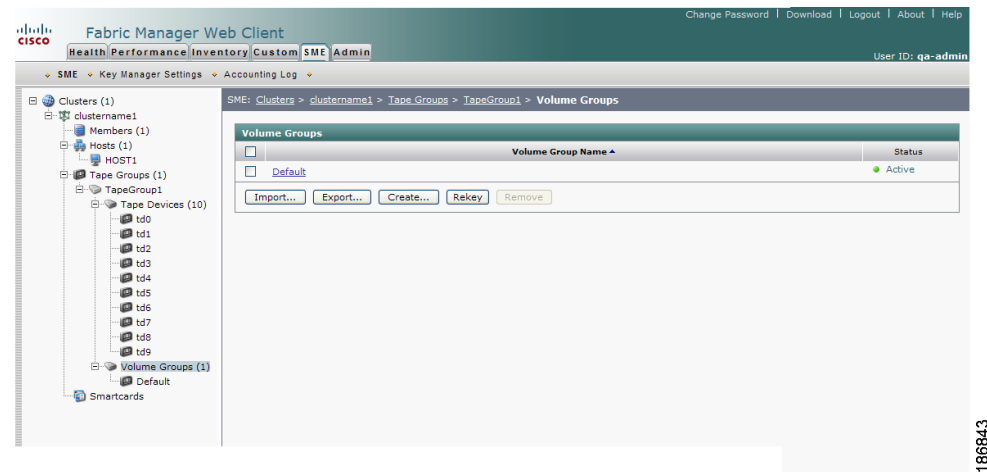 Change Password | Download | Logout | About | Help
CISCO
Fabric Manager Web Client
Health Performance Inventory Custom SME Admin
User ID: qa-admin
SME Key Manager Settings Accounting Log
Clusters (1)
clustername1
Members (1)
Hosts (1)
HOST1
Tape Groups (1)
TapeGroup1
Tape Devices (10)
td0
td1
td2
td3
td4
td5
td6
td7
td8
td9
Volume Groups (1)
Default
Smartcards
SME: Clusters > clustername1 > Tape Groups > TapeGroup1 > Volume Groups
Volume Groups
Volume Group Name Status
Default Active
Import... Export... Create... Rekey Remove
186843